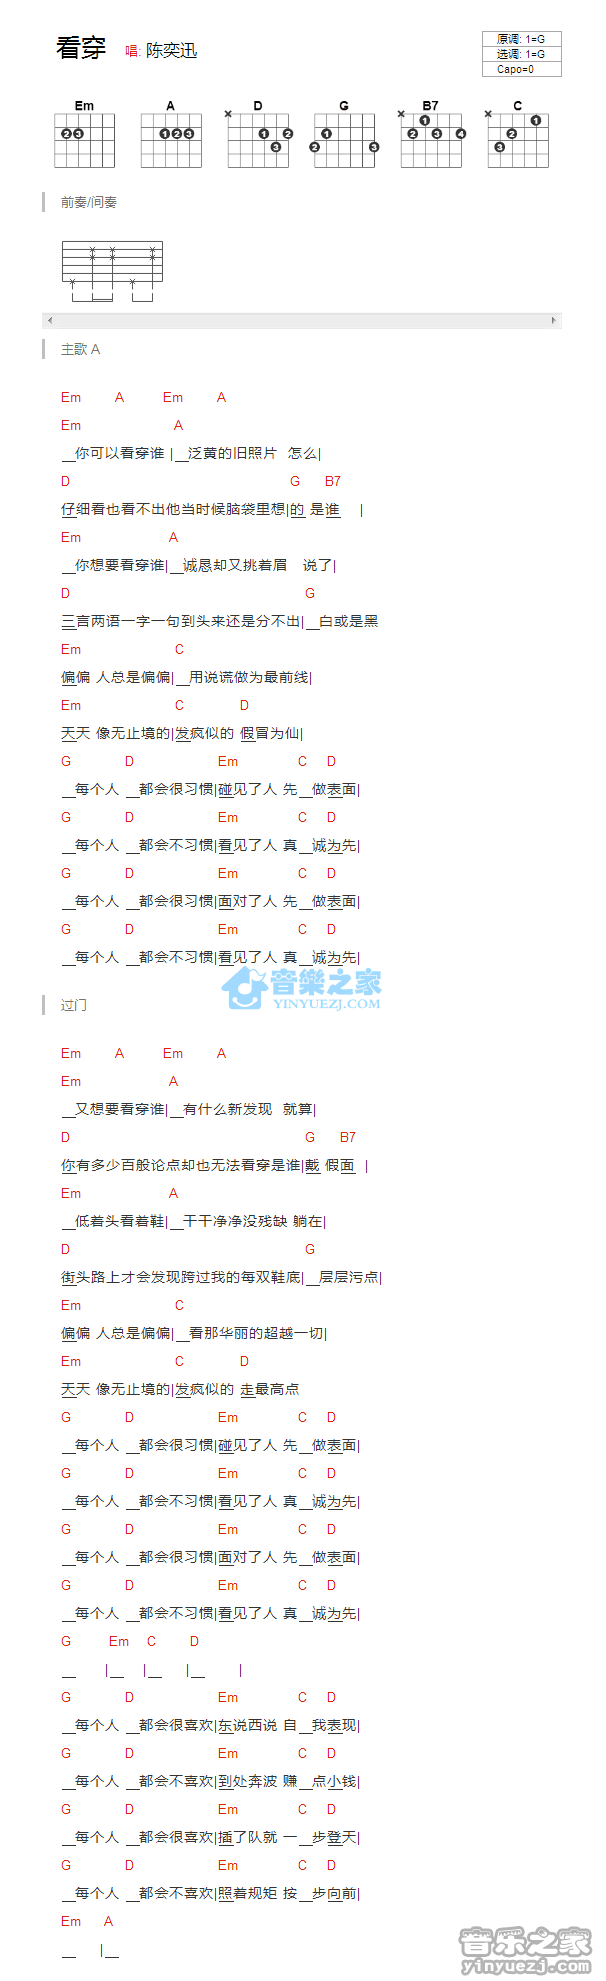 看穿 唱: 陈奕迅
原调: 1=G
选调: 1=G
Capo=0
Em A D G B7 C
前奏/间奏
主歌 A
Em A Em A
Em A
__你可以看穿谁 |__泛黄的旧照片 怎么|
D G B7
仔细看也看不出他当时候脑袋里想|的 是谁 |
Em A
__你想要看穿谁|__诚恳却又挑着眉 说了|
D G
三言两语一字一句到头来还是分不出|__白或是黑
Em C
偏偏 人总是偏偏|__用说谎做为最前线|
Em C D
天天 像无止境的|发疯似的 假冒为仙|
G D Em C D
__每个人 __都会很习惯|碰见了人 先__做表面|
G D Em C D
__每个人 __都会不习惯|看见了人 真__诚为先|
G D Em C D
__每个人 __都会很习惯|面对了人 先__做表面|
G D Em C D
__每个人 __都会不习惯|看见了人 真__诚为先|
音樂之家
YINYUEZJ.COM
过门
Em A Em A
Em A
__又想要看穿谁|__有什么新发现 就算|
D G B7
你有多少百般论点却也无法看穿是谁|戴 假面 |
Em A
__低着头看着鞋|__干干净净没残缺 躺在|
D G
街头路上才会发现跨过我的每双鞋底|__层层污点|
Em C
偏偏 人总是偏偏|__看那华丽的超越一切|
Em C D
天天 像无止境的|发疯似的 走最高点
G D Em C D
__每个人 __都会很习惯|碰见了人 先__做表面|
G D Em C D
__每个人 __都会不习惯|看见了人 真__诚为先|
G D Em C D
__每个人 __都会很习惯|面对了人 先__做表面|
G D Em C D
__每个人 __都会不习惯|看见了人 真__诚为先|
G Em C D
__ |__ |__ |__ |
G D Em C D
__每个人 __都会很喜欢|东说西说 自__我表现|
G D Em C D
__每个人 __都会不喜欢|到处奔波 赚__点小钱|
G D Em C D
__每个人 __都会很喜欢|插了队就 一__步登天|
G D Em C D
__每个人 __都会不喜欢|照着规矩 按__步向前|
Em A
__ |__
音乐之家
yinyuezj.com